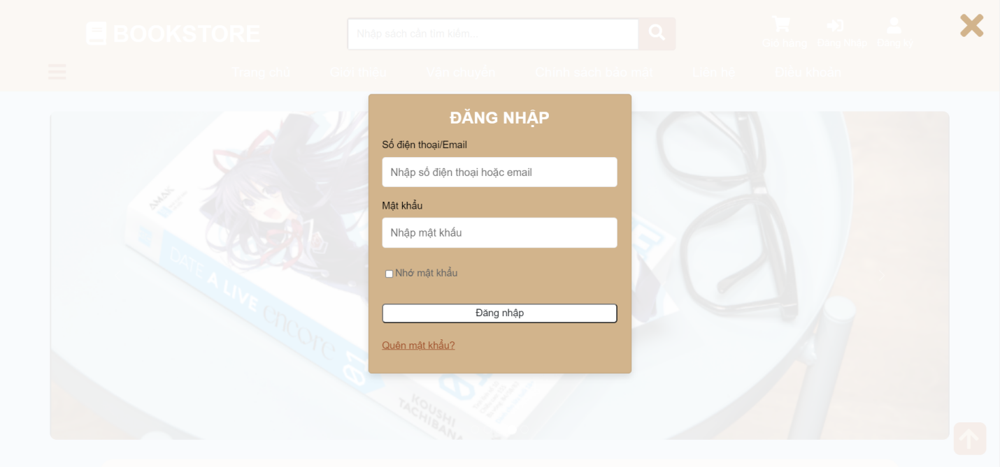 BOOKSTORE
Nhập sách cần tìm kiếm...
Giỏ hàng Đăng Nhập Đăng ký
Trang chủ Giới thiệu Vận chuyển Chính sách bảo mật Liên hệ Điều khoản
ĐĂNG NHẬP
Số điện thoại/Email
Nhập số điện thoại hoặc email
Mật khẩu
Nhập mật khẩu
Nhớ mật khẩu
Đăng nhập
Quên mật khẩu?
AMAK
DATE A LIVE encore 01
KOUSHI
TACHIBANA